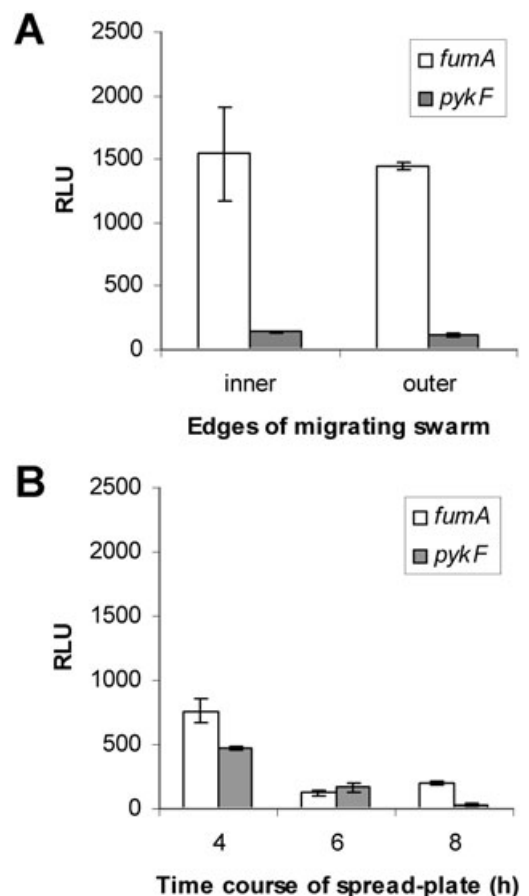 A
2500
2000
1500
1000
500
0
RLU
fumA
pykF
inner
outer
Edges of migrating swarm
B
2500
2000
1500
1000
500
0
RLU
fumA
pykF
4
6
8
Time course of spread-plate (h)